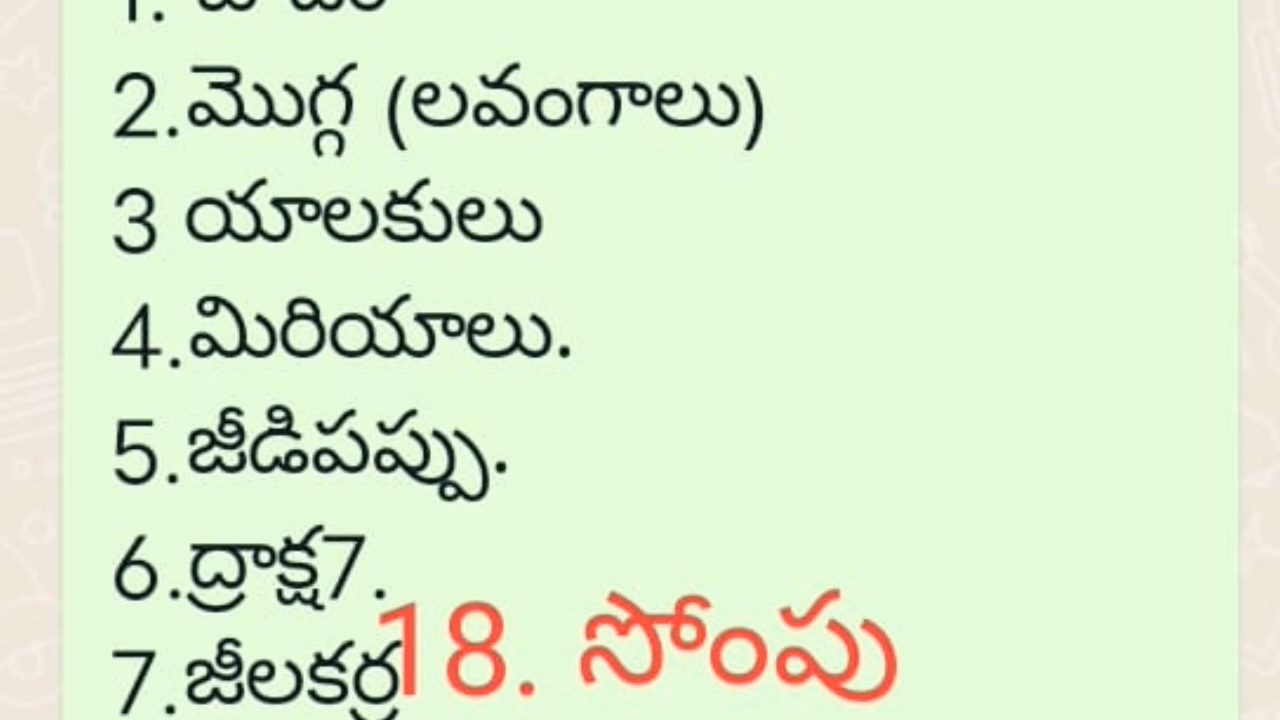 2.మొగ్గ (లవంగాలు)
3 యాలకులు
4.మిరియాలు.
5.జీడిపప్పు.
6.ద్రాక్ష7.
7.జీలకర్ర
18. సోంపు